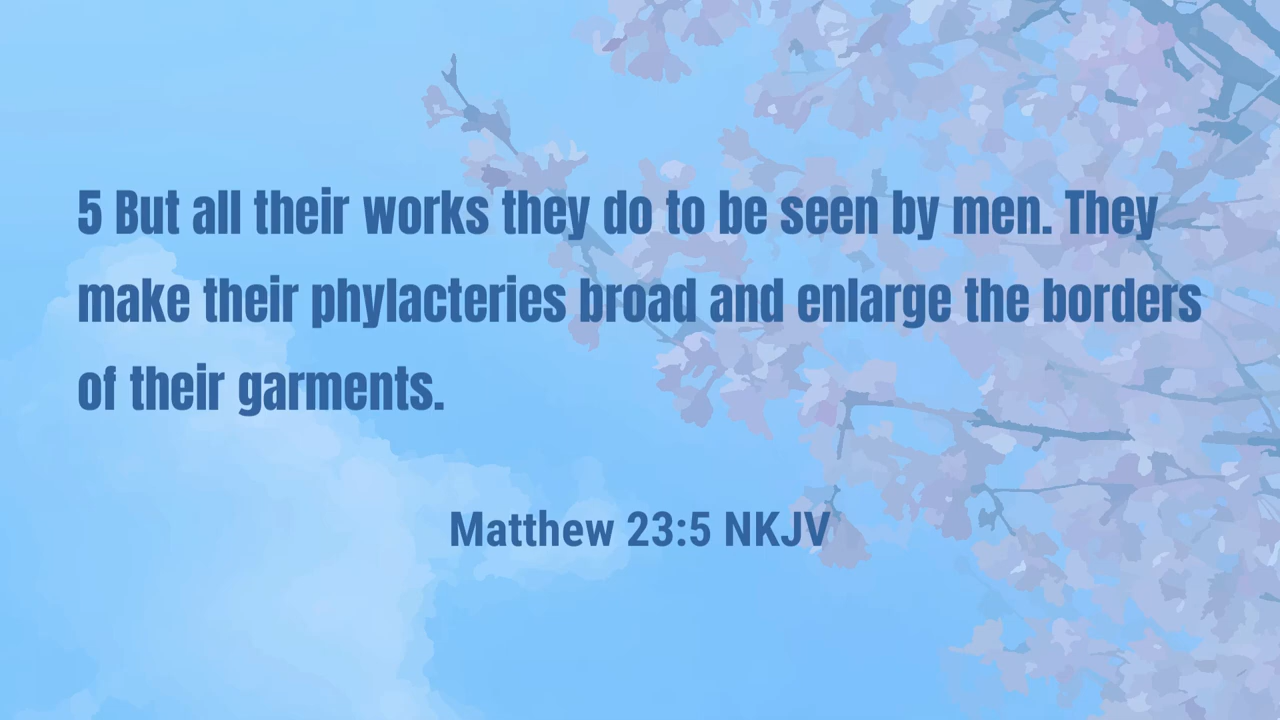 5 But all their works they do to be seen by men. They
make their phylacteries broad and enlarge the borders
of their garments.
Matthew 23:5 NKJV